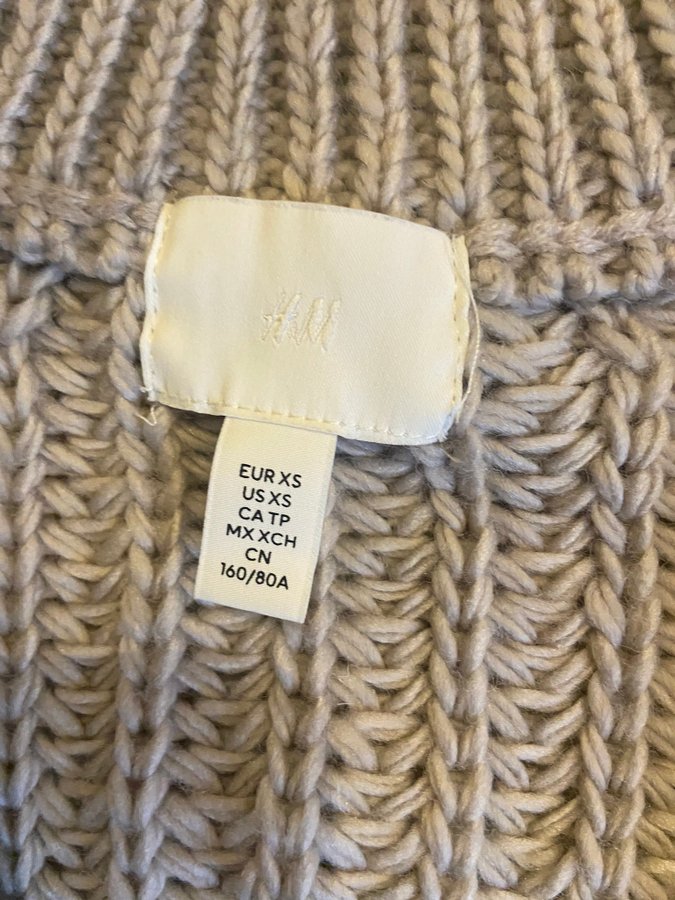 H&M
EUR XS
US XS
CA TP
MX XCH
CN
160/80A